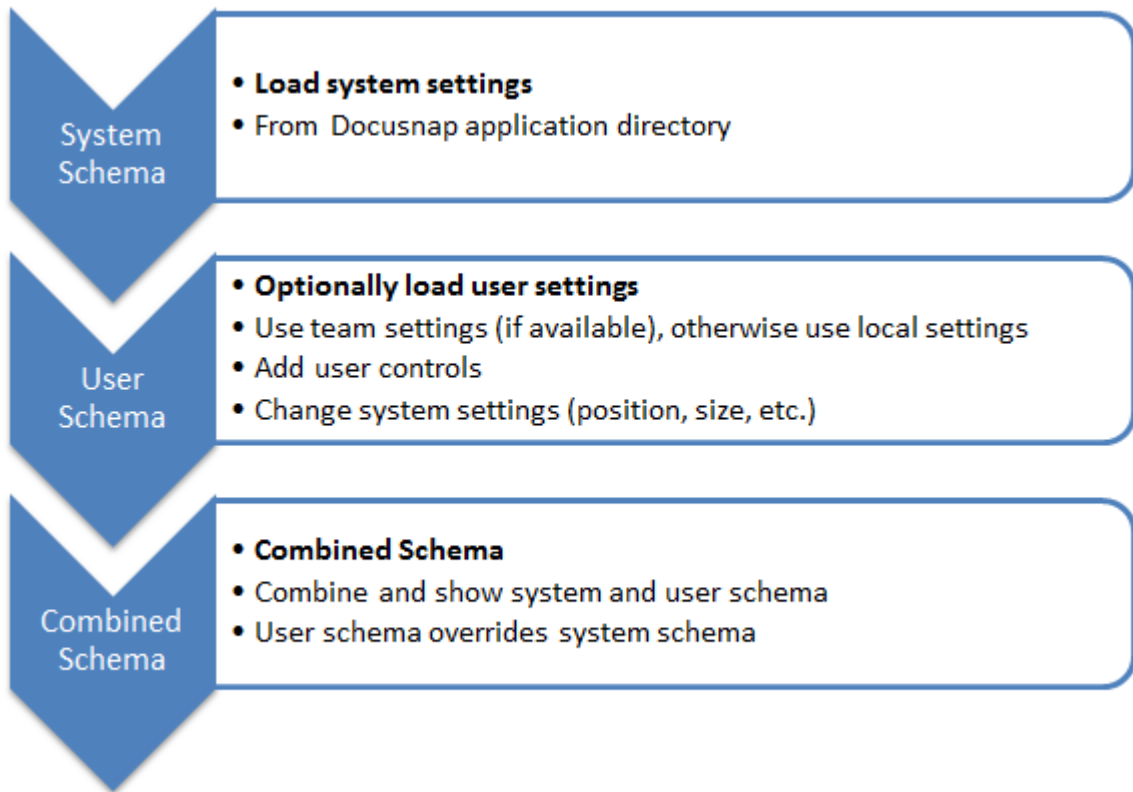 System
Schema
• Load system settings
• From Docusnap application directory
User
Schema
• Optionally load user settings
• Use team settings (if available), otherwise use local settings
• Add user controls
• Change system settings (position, size, etc.)
Combined
Schema
• Combined Schema
• Combine and show system and user schema
• User schema overrides system schema